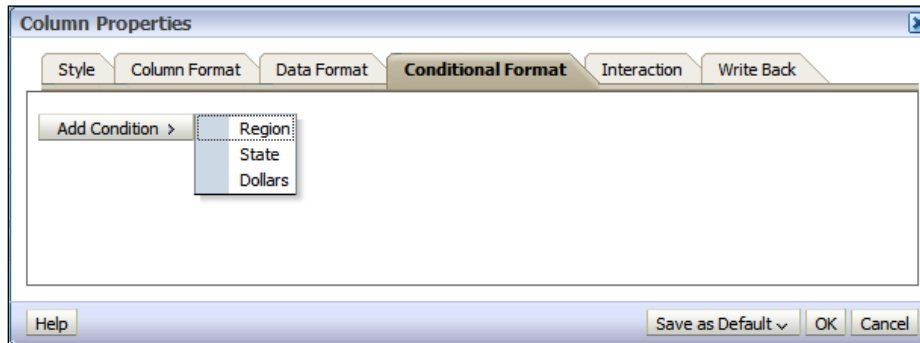 Column Properties
Style Column Format Data Format Conditional Format Interaction Write Back
Add Condition > Region
State
Dollars
Help Save as Default OK Cancel